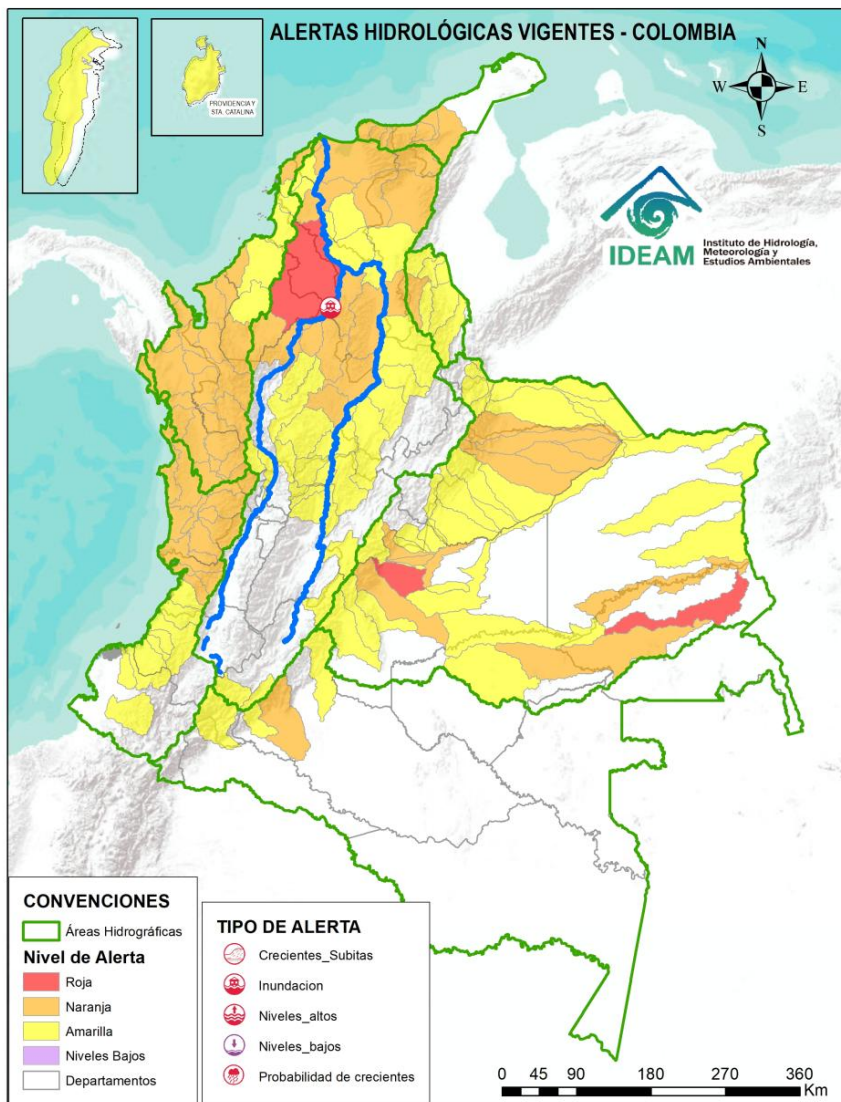 ALERTAS HIDROLÓGICAS VIGENTES - COLOMBIA
PROVIDENCIA Y
STA. CATALINA
N
W
E
S
IDEAM
Instituto de Hidrología,
Meteorología y
Estudios Ambientales
CONVENCIONES
Áreas Hidrográficas
Nivel de Alerta
Roja
Naranja
Amarilla
Niveles Bajos
Departamentos
TIPO DE ALERTA
Crecientes_Subitas
Inundacion
Niveles_altos
Niveles_bajos
Probabilidad de crecientes
0 45 90 180 270 360
Km